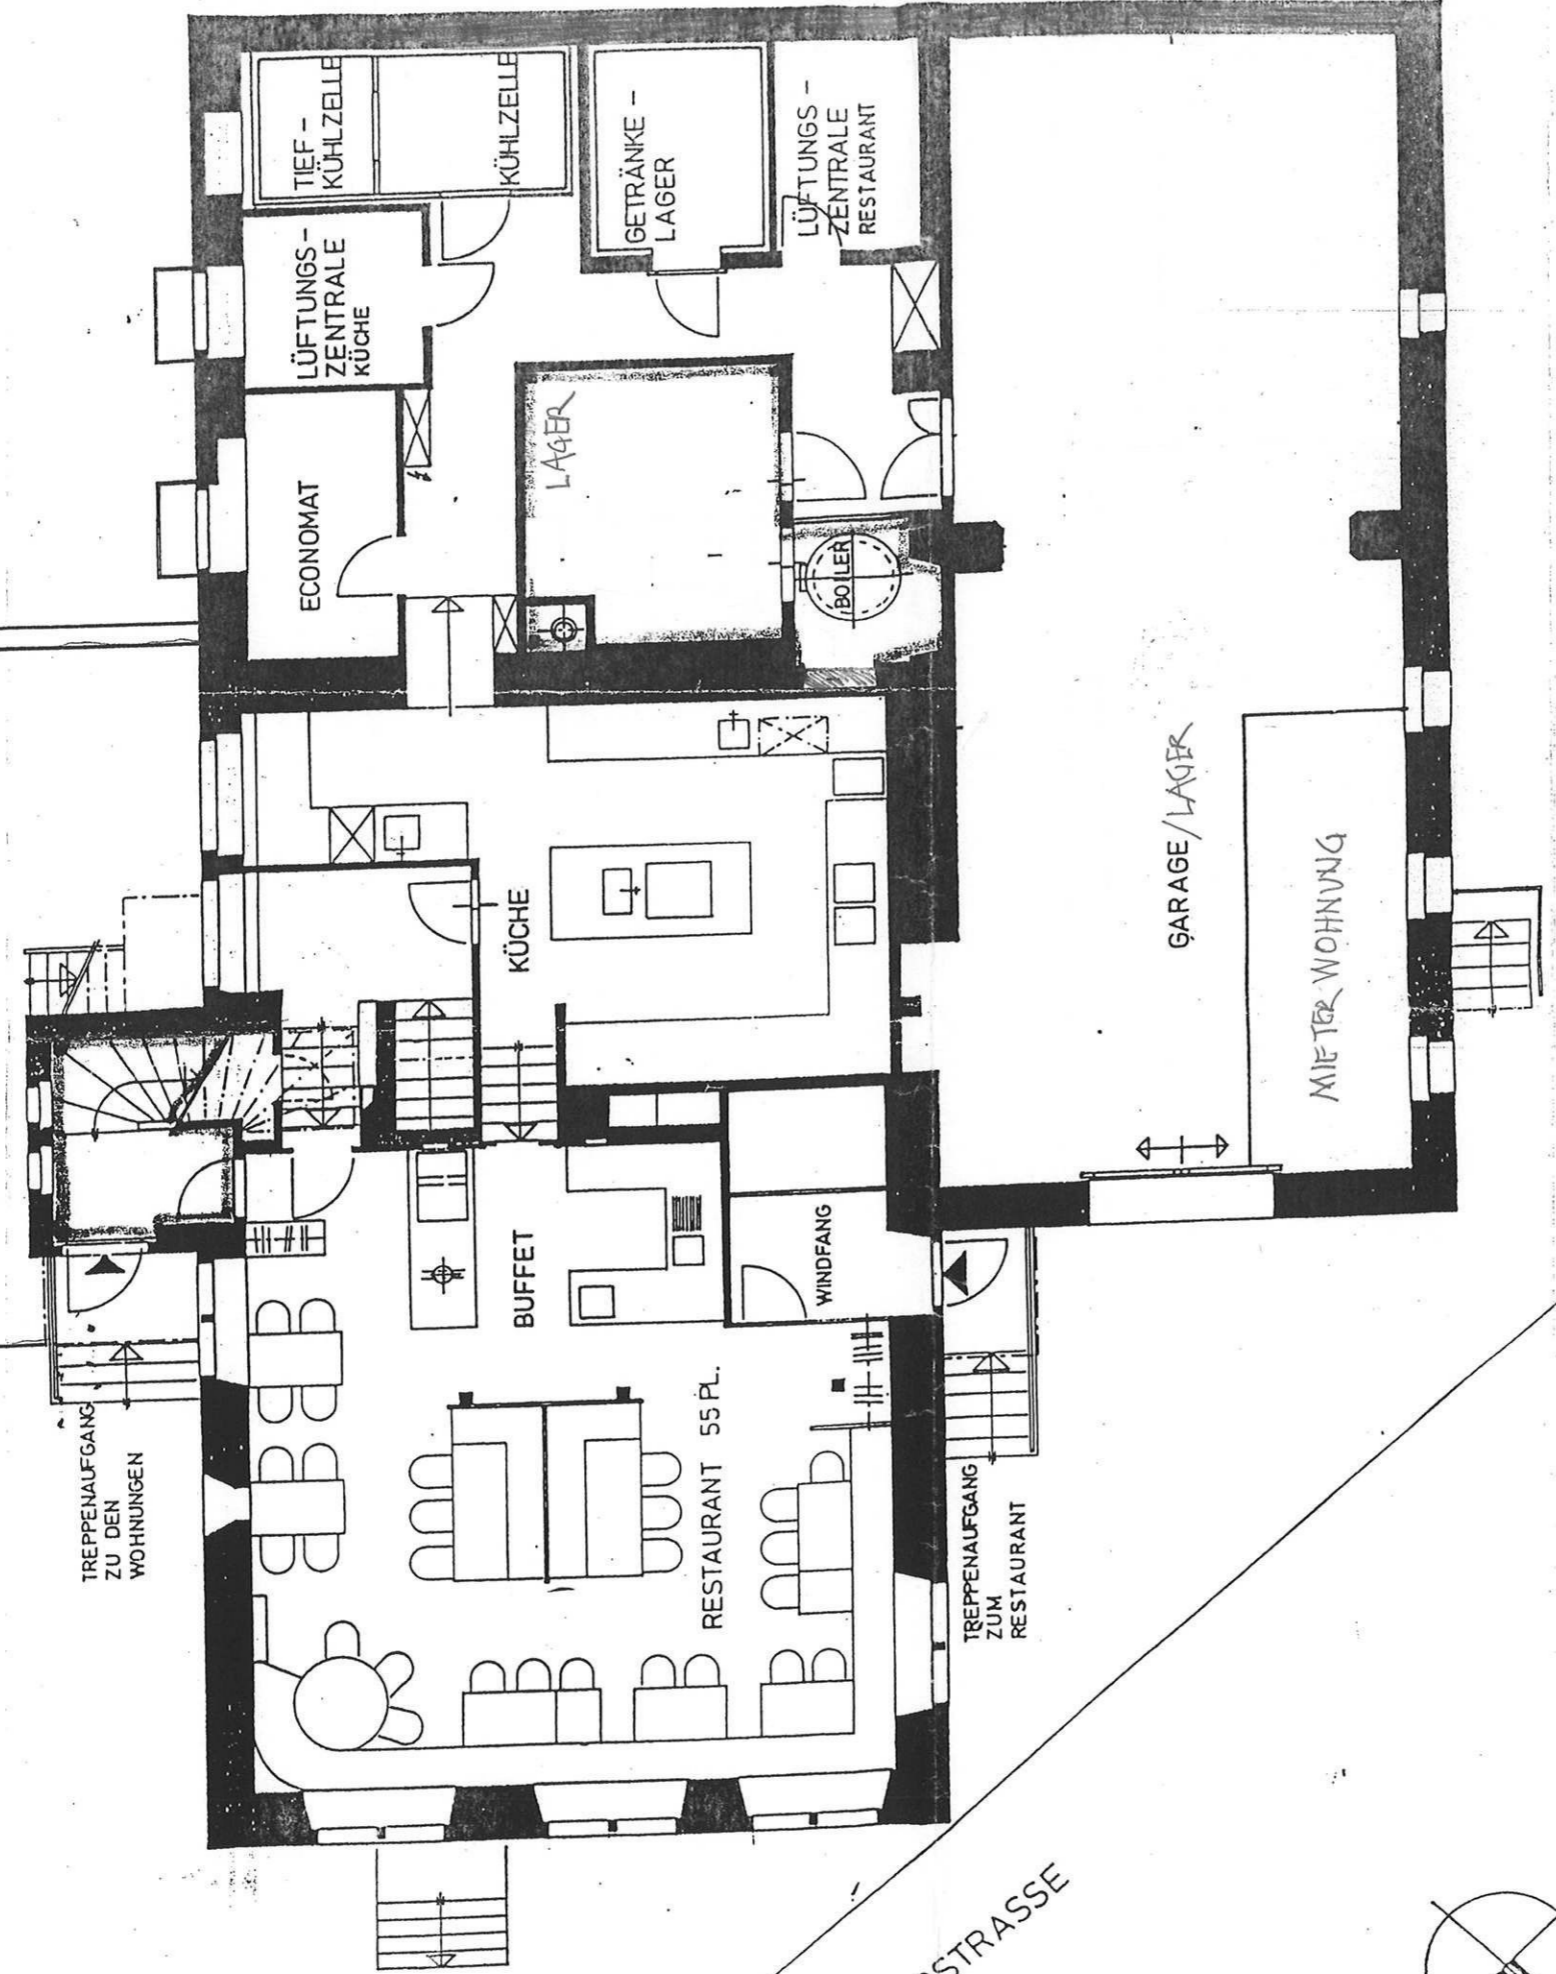 TIEF-
KÜHLZELLE
KÜHLZELLE
GETRÄNKE-
LAGER
LÜFTUNGS-
ZENTRALE
RESTAURANT
LÜFTUNGS-
ZENTRALE
KÜCHE
LAGER
ECONOMAT
BOILER
KÜCHE
GARAGE/LAGER
MIETER WOHNUNG
BUFFET
WINDFANG
RESTAURANT 55 PL.
TREPPENAUFGANG
ZU DEN
WOHNUNGEN
TREPPENAUFGANG
ZUM
RESTAURANT